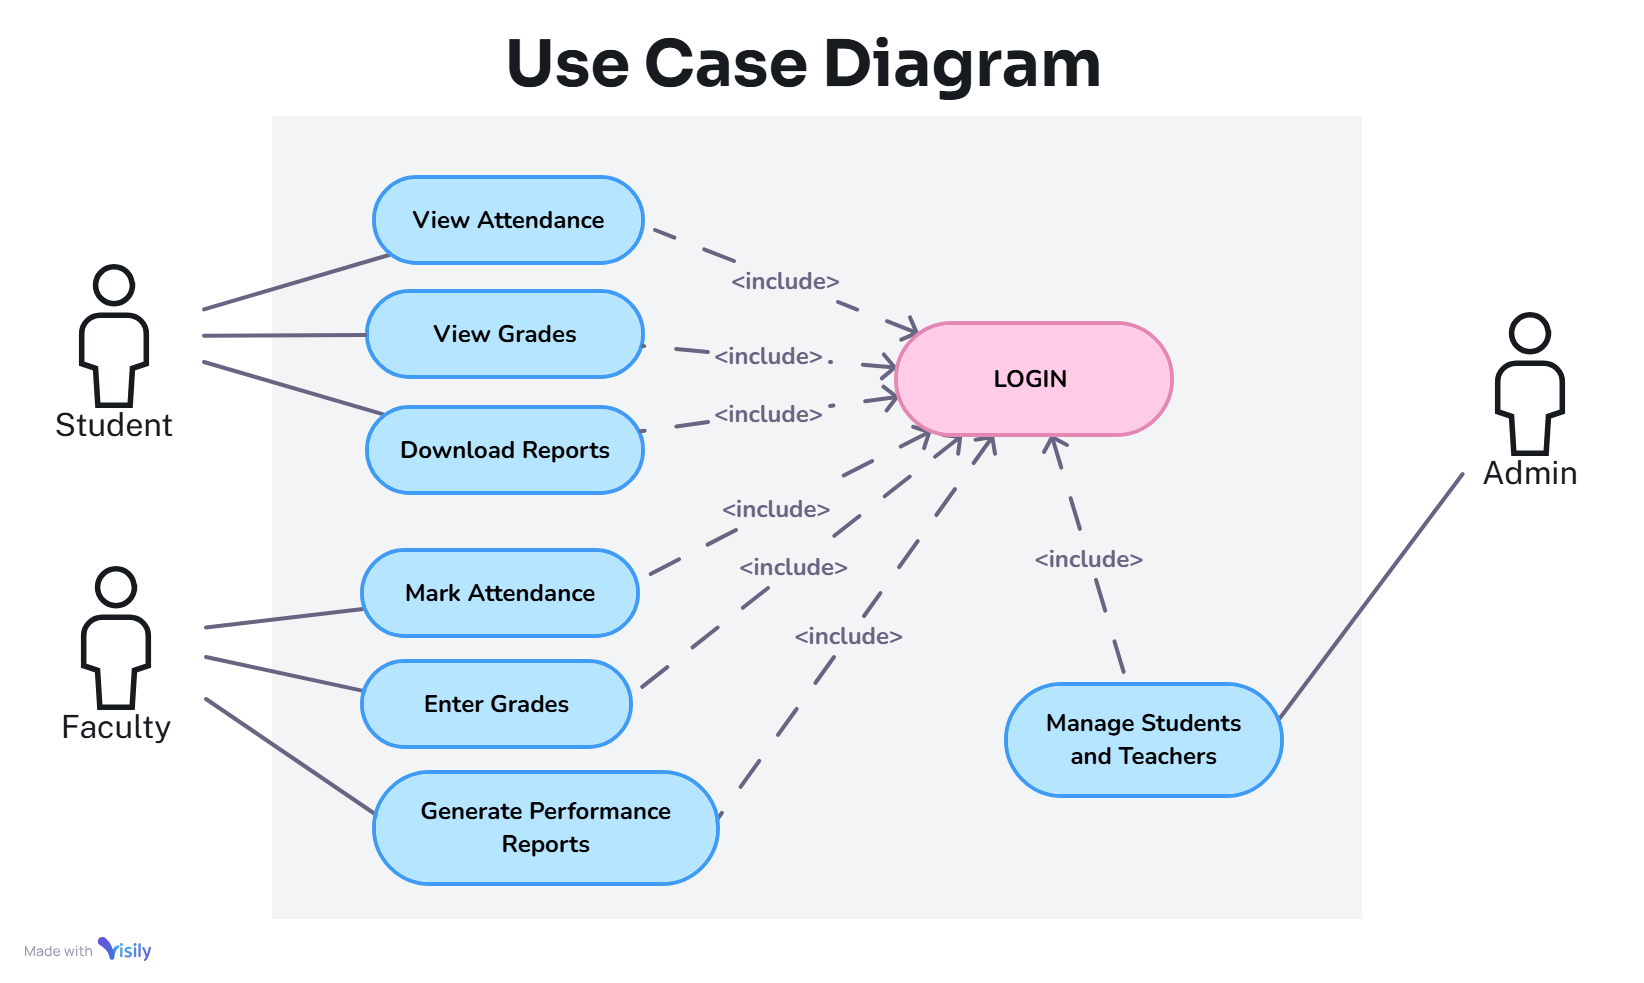 Use Case Diagram
View Attendance
<include>
View Grades
<include>
LOGIN
Student
Download Reports
<include>
Admin
<include>
Mark Attendance
<include>
<include>
<include>
Faculty
Enter Grades
Manage Students
and Teachers
Generate Performance
Reports
Made with Visily